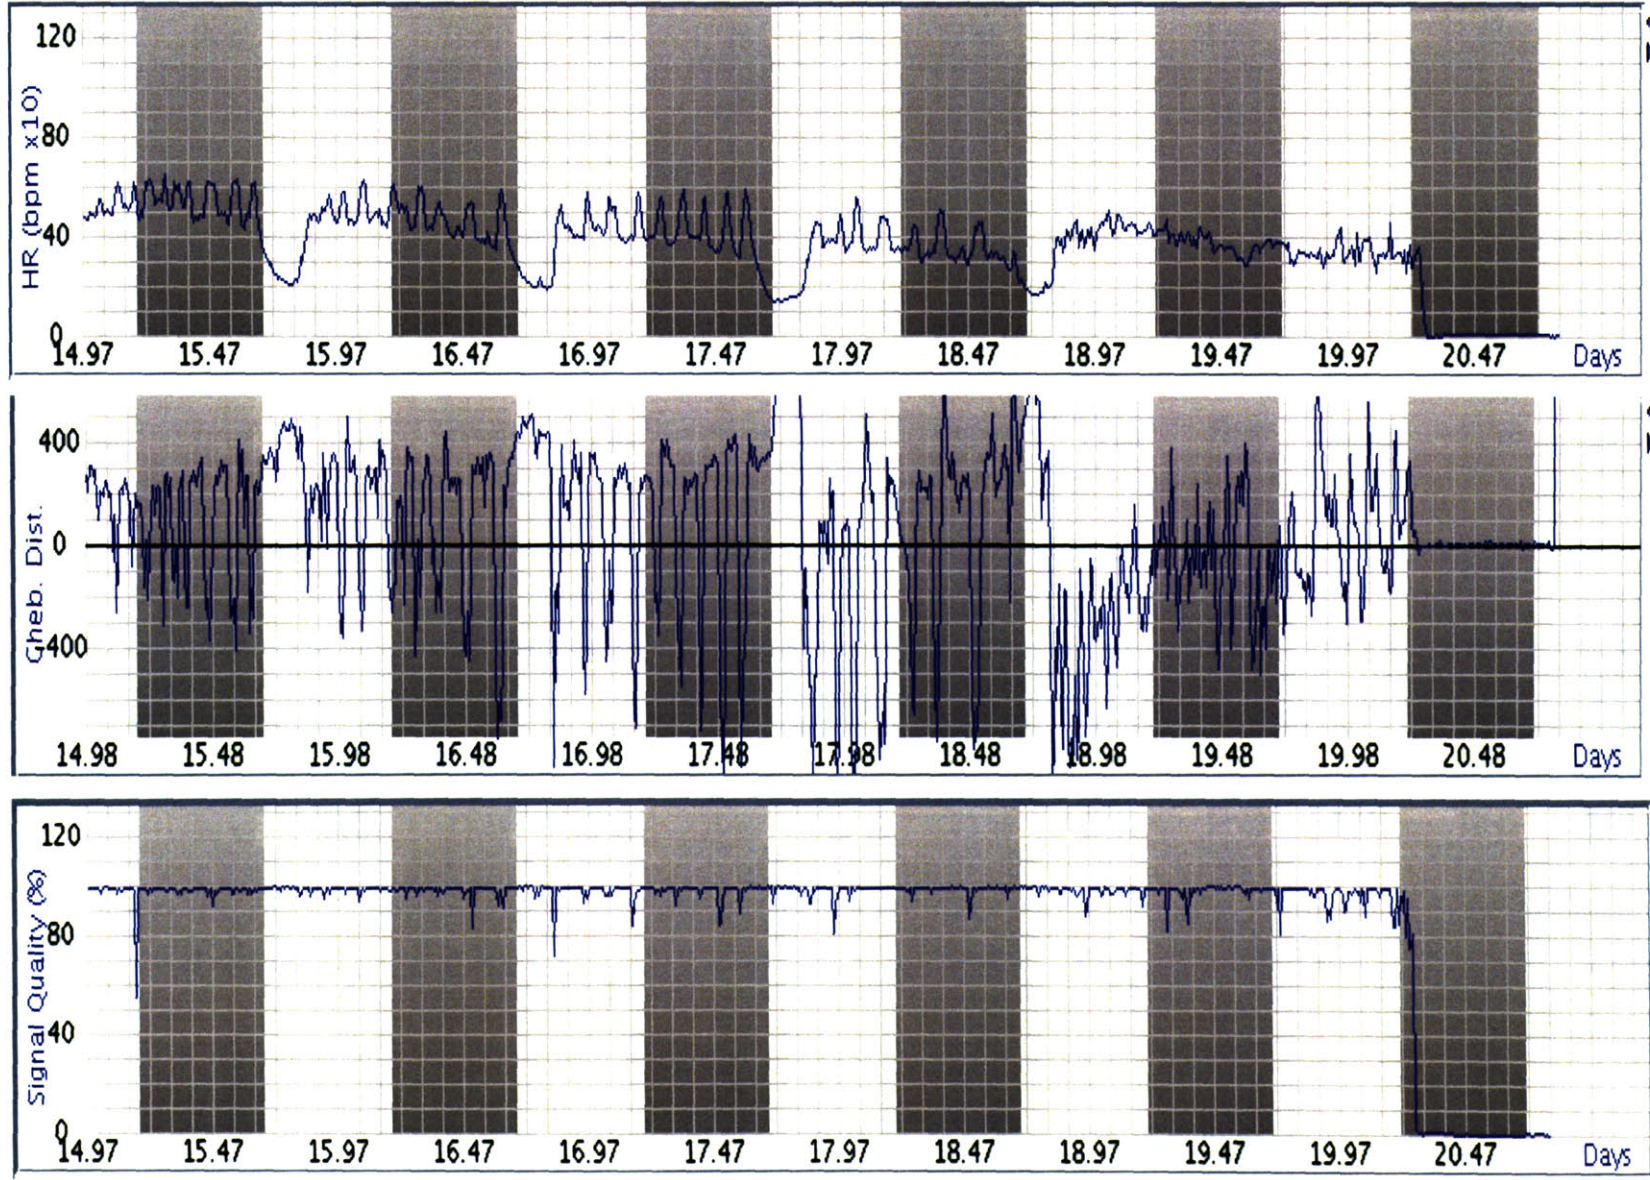 HR (bpm x10)
120
80
40
0
14.97 15.47 15.97 16.47 16.97 17.47 17.97 18.47 18.97 19.47 19.97 20.47 Days
Gheb. Dist.
400
0
-400
14.98 15.48 15.98 16.48 16.98 17.48 17.98 18.48 18.98 19.48 19.98 20.48 Days
Signal Quality (%)
120
80
40
0
14.97 15.47 15.97 16.47 16.97 17.47 17.97 18.47 18.97 19.47 19.97 20.47 Days